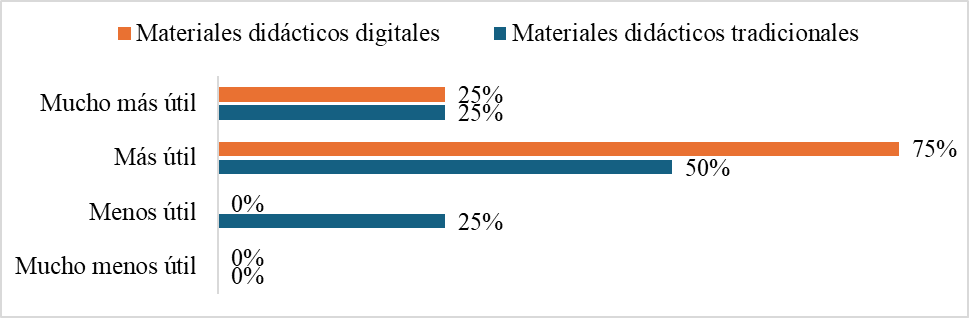 Materiales didácticos digitales Materiales didácticos tradicionales
Mucho más útil 25%
25%
Más útil 75%
50%
Menos útil 0%
25%
Mucho menos útil 0%
0%